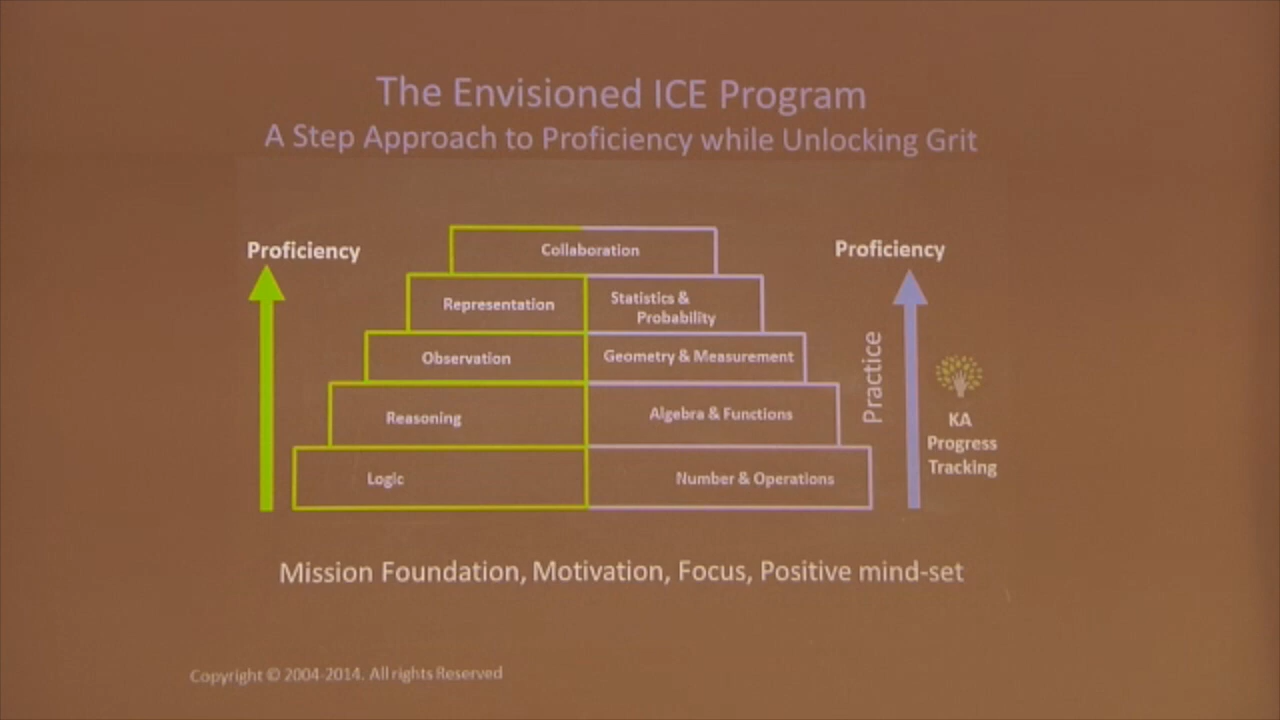 The Envisioned ICE Program
A Step Approach to Proficiency while Unlocking Grit
Proficiency
Proficiency
Collaboration
Representation
Statistics &
Probability
Observation
Geometry & Measurement
Reasoning
Algebra & Functions
Logic
Number & Operations
Practice
KA
Progress
Tracking
Mission Foundation, Motivation, Focus, Positive mind-set
Copyright © 2004-2014. All rights Reserved